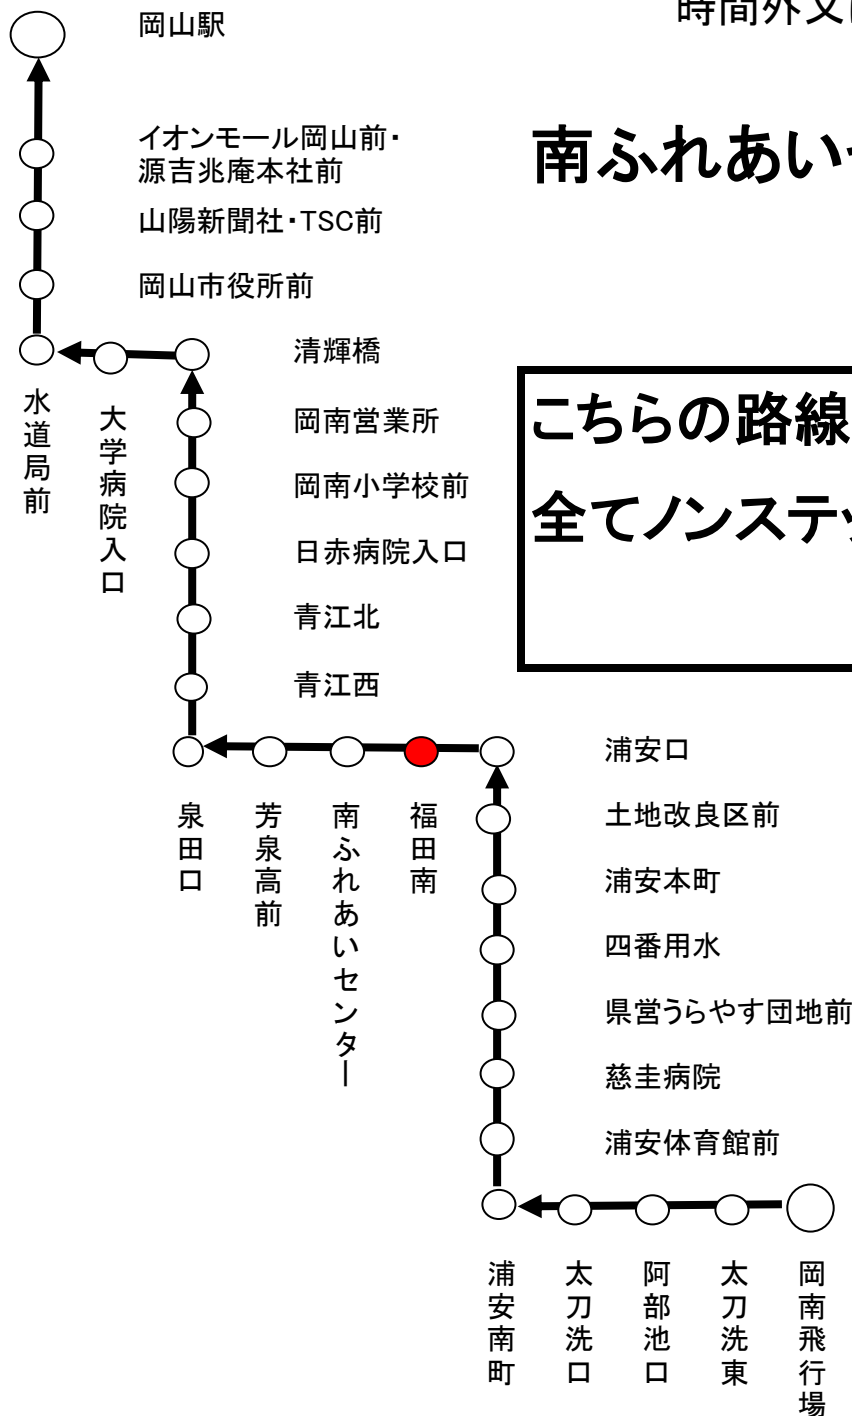 時間外又に
岡山駅
イオンモール岡山前・
源吉兆庵本社前
南ふれあい
山陽新聞社・TSC前
岡山市役所前
清輝橋
水道局前
大学病院入口
岡南営業所
岡南小学校前
日赤病院入口
青江北
青江西
こちらの路線
全てノンステッ
浦安口
泉田口
芳泉高前
南ふれあいセンター
福田南
土地改良区前
浦安本町
四番用水
県営うらやす団地前
慈圭病院
浦安体育館前
浦安南町
太刀洗口
阿部池口
太刀洗東
岡南飛行場